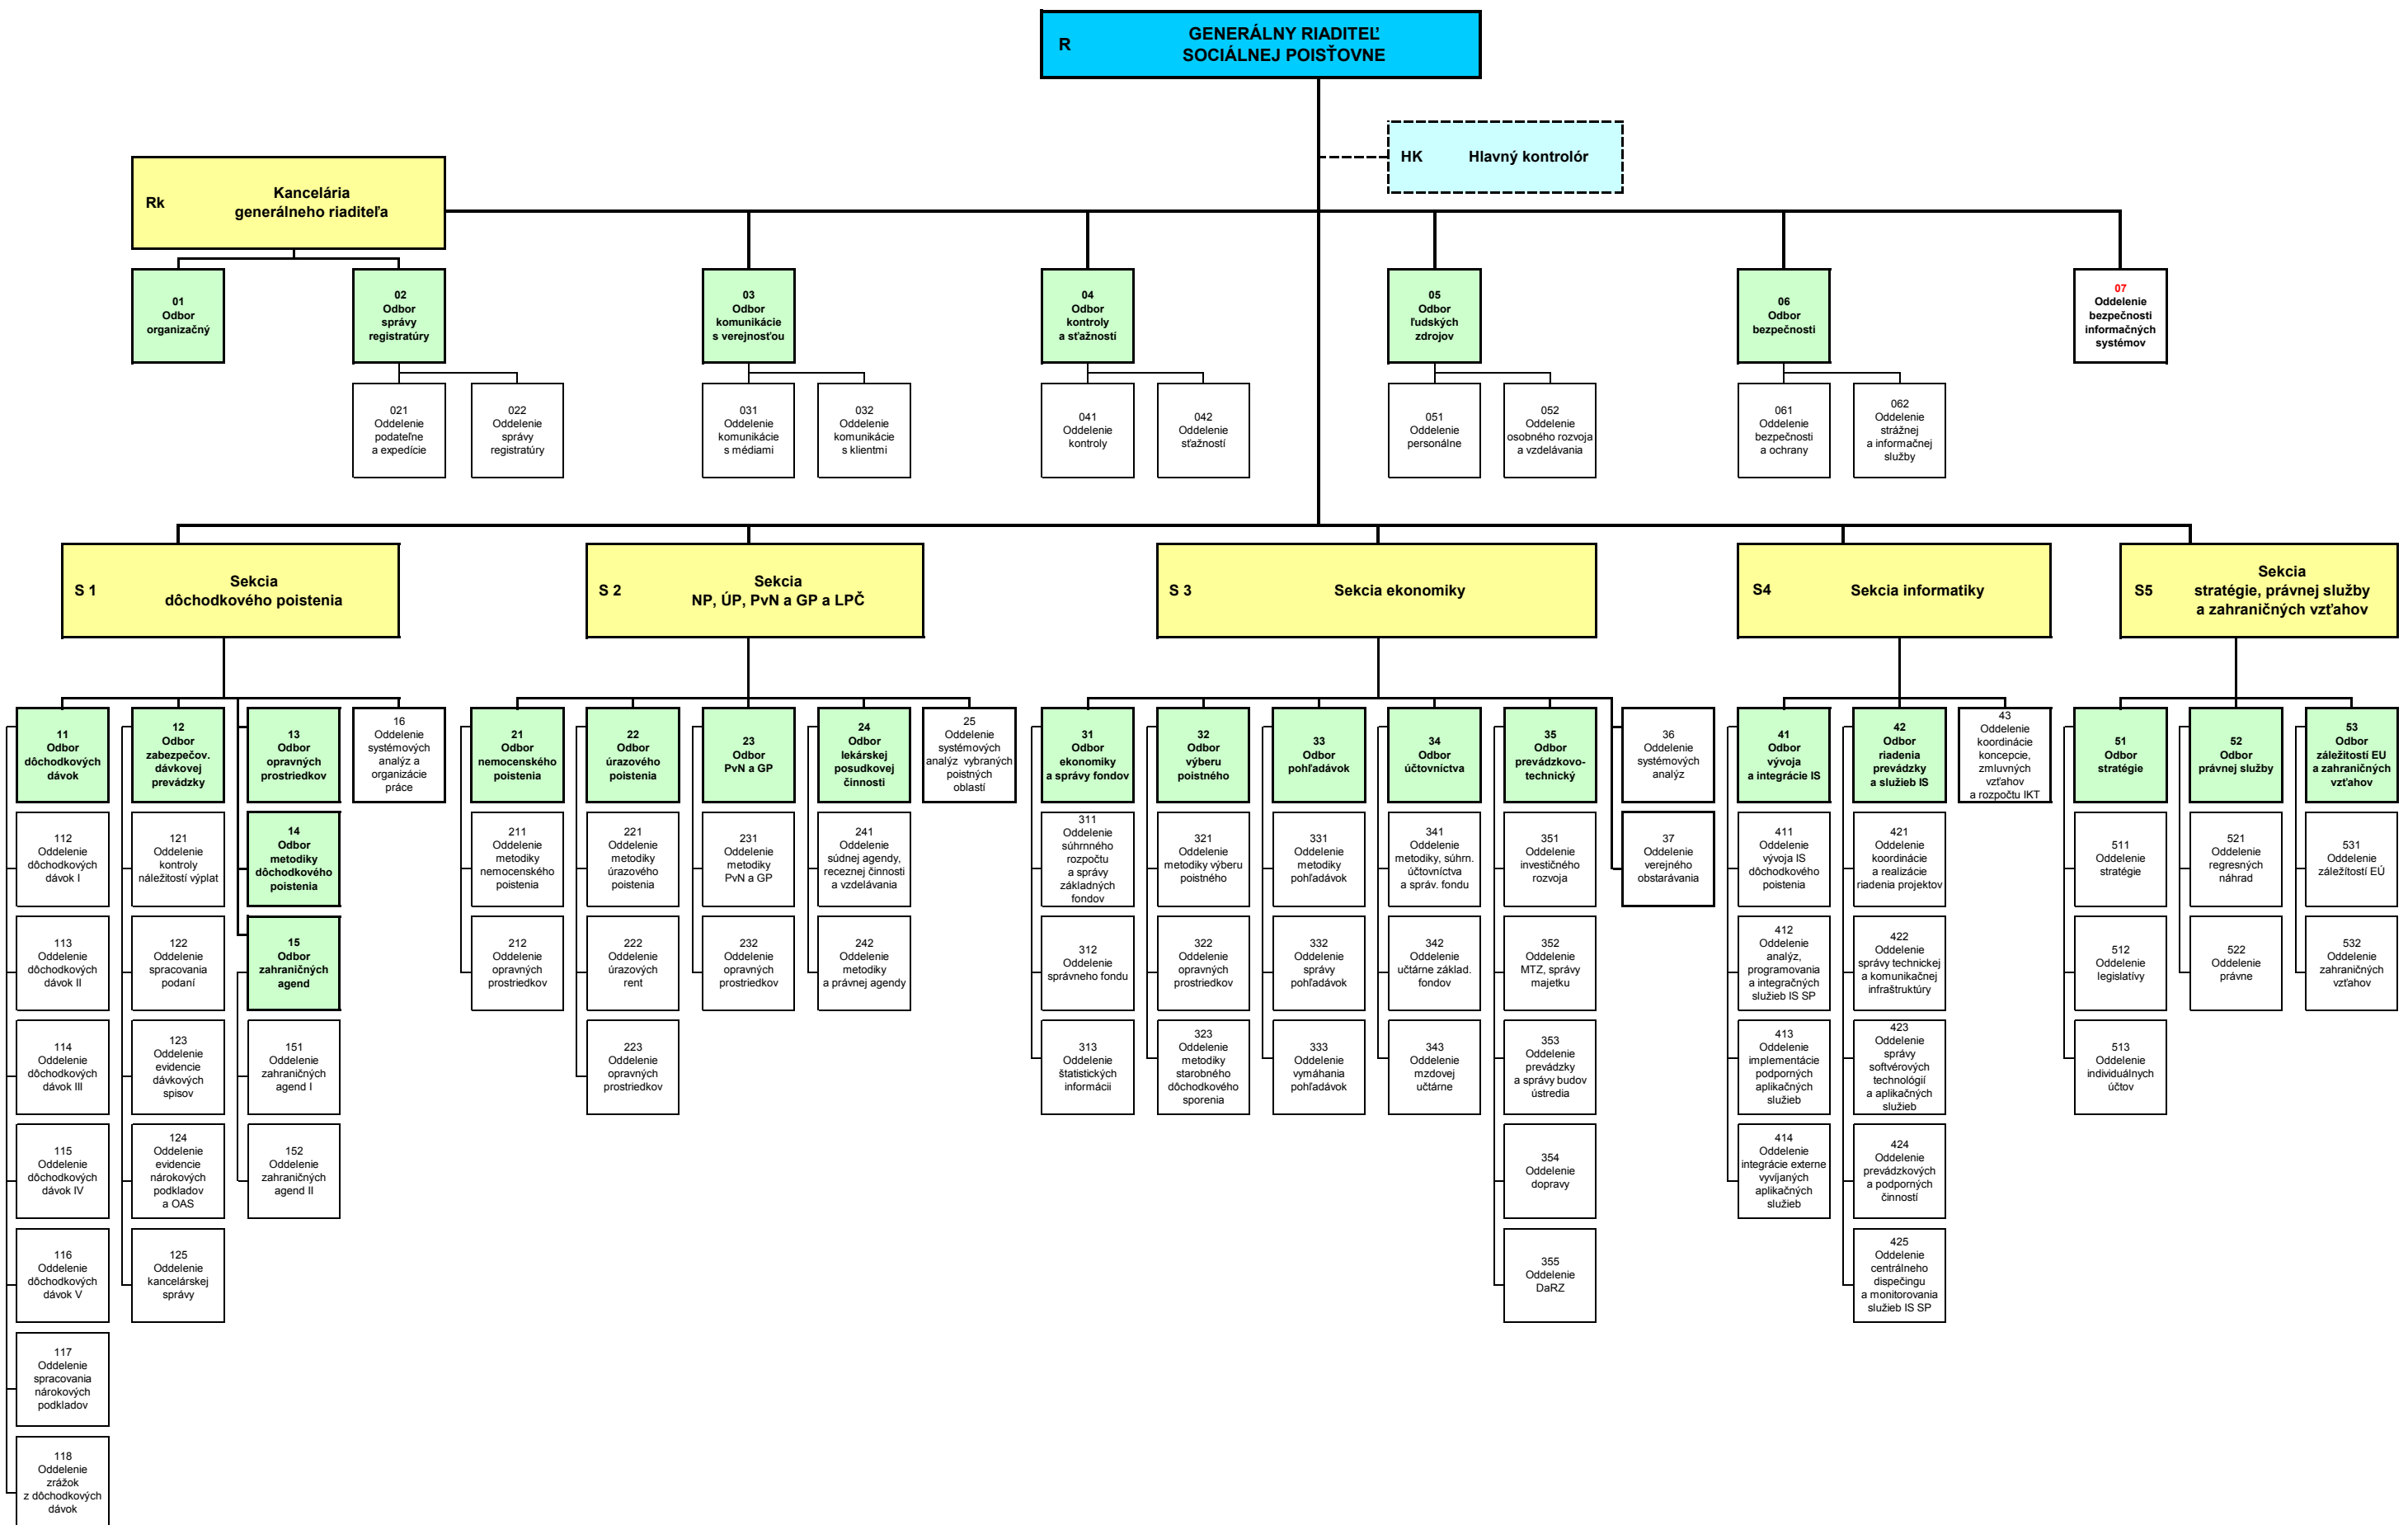 R
GENERÁLNY RIADITEĽ
SOCIÁLNEJ POISŤOVNE
HK
Hlavný kontrolór
Rk
Kancelária
generálneho riaditeľa
01
Odbor
organizačný
02
Odbor
správy
registratúry
03
Odbor
komunikácie
s verejnosťou
04
Odbor
kontroly
a sťažností
05
Odbor
ľudských
zdrojov
06
Odbor
bezpečnosti
07
Oddelenie
bezpečnosti
informačných
systémov
021
Oddelenie
podateľne
a expedície
022
Oddelenie
správy
registratúry
031
Oddelenie
komunikácie
s médiami
032
Oddelenie
komunikácie
s klientmi
041
Oddelenie
kontroly
042
Oddelenie
sťažností
051
Oddelenie
personálne
052
Oddelenie
osobného rozvoja
a vzdelávania
061
Oddelenie
bezpečnosti
a ochrany
062
Oddelenie
strážnej
a informačnej
služby
S 1
Sekcia
dôchodkového poistenia
S 2
Sekcia
NP, ÚP, PvN a GP a LPČ
S 3
Sekcia ekonomiky
S4
Sekcia informatiky
S5
Sekcia
stratégie, právnej služby
a zahraničných vzťahov
11
Odbor
dôchodkových
dávok
12
Odbor
zabezpečov.
dávkovej
prevádzky
13
Odbor
opravných
prostriedkov
16
Oddelenie
systémových
analýz a
organizácie
práce
21
Odbor
nemocenského
poistenia
22
Odbor
úrazového
poistenia
23
Odbor
PvN a GP
24
Odbor
lekárskej
posudkovej
činnosti
25
Oddelenie
systémových
analýz vybraných
poistných
oblastí
31
Odbor
ekonomiky
a správy fondov
32
Odbor
výberu
poistného
33
Odbor
pohľadávok
34
Odbor
účtovníctva
35
Odbor
prevádzkovo-
technický
36
Oddelenie
systémových
analýz
41
Odbor
vývoja
a integrácie IS
42
Odbor
riadenia
prevádzky
a služieb IS
43
Oddelenie
koordinácie
koncepcie,
zmluvných
vzťahov
a rozpočtu IKT
51
Odbor
stratégie
52
Odbor
právnej služby
53
Odbor
záležitostí EU
a zahraničných
vzťahov
112
Oddelenie
dôchodkových
dávok I
121
Oddelenie
kontroly
náležitostí výplat
14
Odbor
metodiky
dôchodkového
poistenia
211
Oddelenie
metodiky
nemocenského
poistenia
221
Oddelenie
metodiky
úrazového
poistenia
231
Oddelenie
metodiky
PvN a GP
241
Oddelenie
súdnej agendy,
receznej činnosti
a vzdelávania
311
Oddelenie
súhrnného
rozpočtu
a správy
základných
fondov
321
Oddelenie
metodiky výberu
poistného
331
Oddelenie
metodiky
pohľadávok
341
Oddelenie
metodiky, súhrn.
účtovníctva
a správ. fondu
351
Oddelenie
investičného
rozvoja
37
Oddelenie
verejného
obstarávania
411
Oddelenie
vývoja IS
dôchodkového
poistenia
421
Oddelenie
koordinácie
a realizácie
riadenia projektov
511
Oddelenie
stratégie
521
Oddelenie
regresných
náhrad
531
Oddelenie
záležítostí EÚ
113
Oddelenie
dôchodkových
dávok II
122
Oddelenie
spracovania
podaní
15
Odbor
zahraničných
agend
212
Oddelenie
opravných
prostriedkov
222
Oddelenie
úrazových
rent
232
Oddelenie
opravných
prostriedkov
242
Oddelenie
metodiky
a právnej agendy
312
Oddelenie
správneho fondu
322
Oddelenie
opravných
prostriedkov
332
Oddelenie
správy
pohľadávok
342
Oddelenie
učtárne základ.
fondov
352
Oddelenie
MTZ, správy
majetku
412
Oddelenie
analýz,
programovania
a integračných
služieb IS SP
422
Oddelenie
správy technickej
a komunikačnej
infraštruktúry
512
Oddelenie
legislatívy
522
Oddelenie
právne
532
Oddelenie
zahraničných
vzťahov
114
Oddelenie
dôchodkových
dávok III
123
Oddelenie
evidencie
dávkových
spisov
151
Oddelenie
zahraničných
agend I
223
Oddelenie
opravných
prostriedkov
313
Oddelenie
štatistických
informácii
323
Oddelenie
metodiky
starobného
dôchodkového
sporenia
333
Oddelenie
vymáhania
pohľadávok
343
Oddelenie
mzdovej
učtárne
353
Oddelenie
prevádzky
a správy budov
ústredia
413
Oddelenie
implementácie
podporných
aplikačných
služieb
423
Oddelenie
správy
softvérových
technológií
a aplikačných
služieb
513
Oddelenie
individuálnych
účtov
115
Oddelenie
dôchodkových
dávok IV
124
Oddelenie
evidencie
nárokových
podkladov
a OAS
152
Oddelenie
zahraničných
agend II
354
Oddelenie
dopravy
414
Oddelenie
integrácie externe
vyvíjaných
aplikačných
služieb
424
Oddelenie
prevádzkových
a podporných
činností
116
Oddelenie
dôchodkových
dávok V
125
Oddelenie
kancelárskej
správy
355
Oddelenie
DaRZ
425
Oddelenie
centrálneho
dispečingu
a monitorovania
služieb IS SP
117
Oddelenie
spracovania
nárokových
podkladov
118
Oddelenie
zrážok
z dôchodkových
dávok